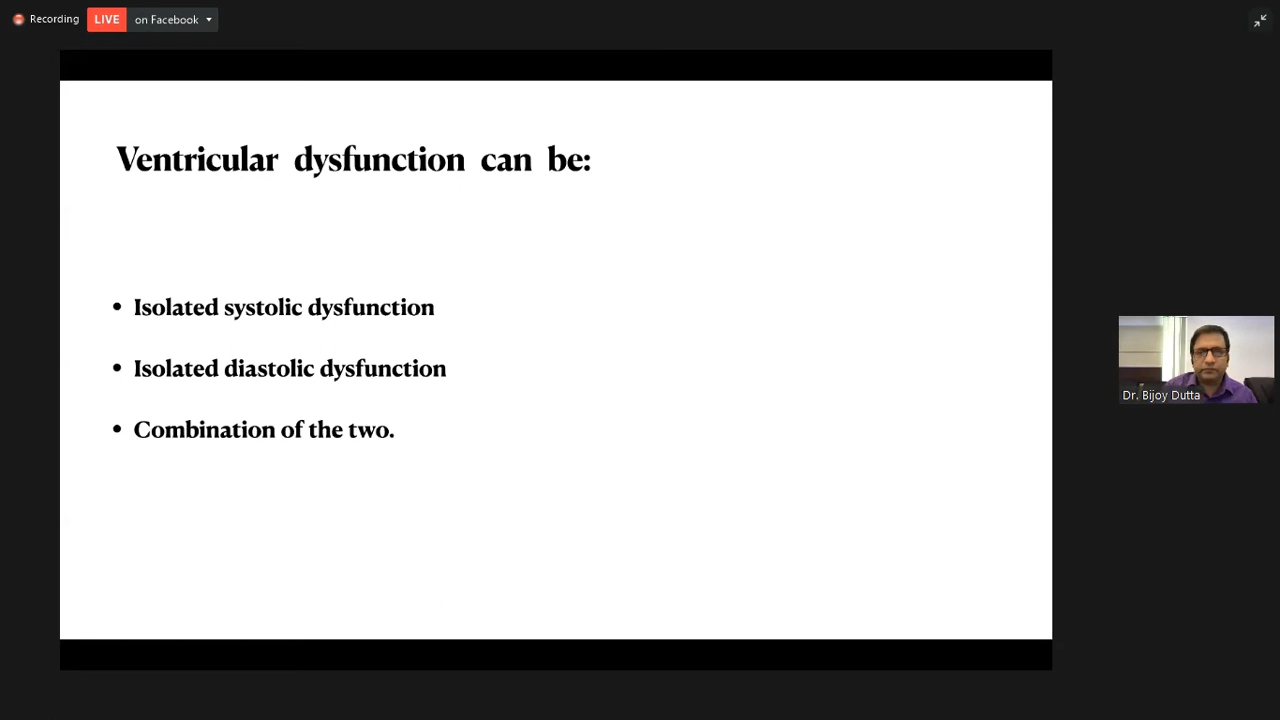 Recording LIVE on Facebook
Ventricular dysfunction can be:
• Isolated systolic dysfunction
• Isolated diastolic dysfunction
• Combination of the two.
Dr. Bijoy Dutta